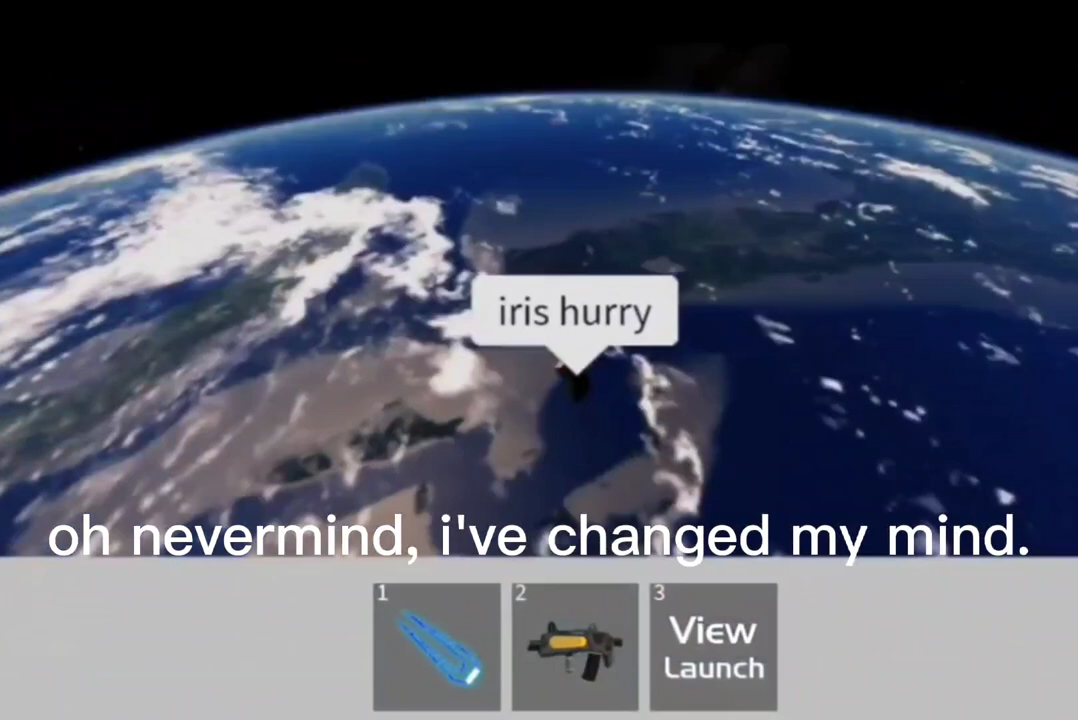 iris hurry
oh nevermind, i've changed my mind.
1
2
3
View
Launch